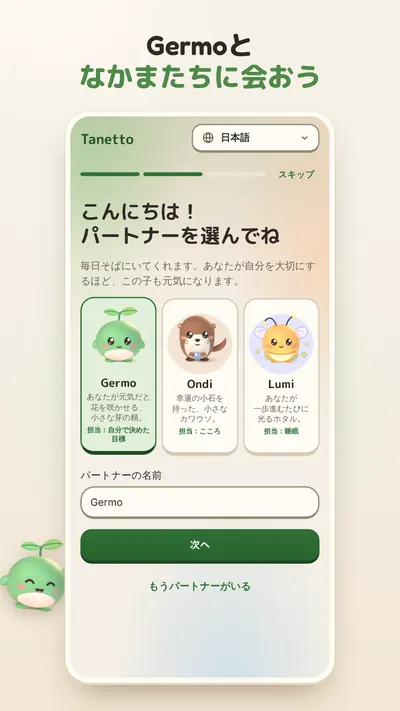 Germoと
なかまたちに会おう
Tanetto
日本語
スキップ
こんにちは！
パートナーを選んでね
毎日そばにいてくれます。あなたが自分を大切にす
るほど、この子も元気になります。
Germo
あなたが元気だと
花を咲かせる、
小さな芽の精。
担当：自分で決めた
目標
Ondi
幸運の小石を
持った、小さな
カワウソ。
担当：こころ
Lumi
あなたが
一歩進むたびに
光るホタル。
担当：睡眠
パートナーの名前
Germo
次へ
もうパートナーがいる